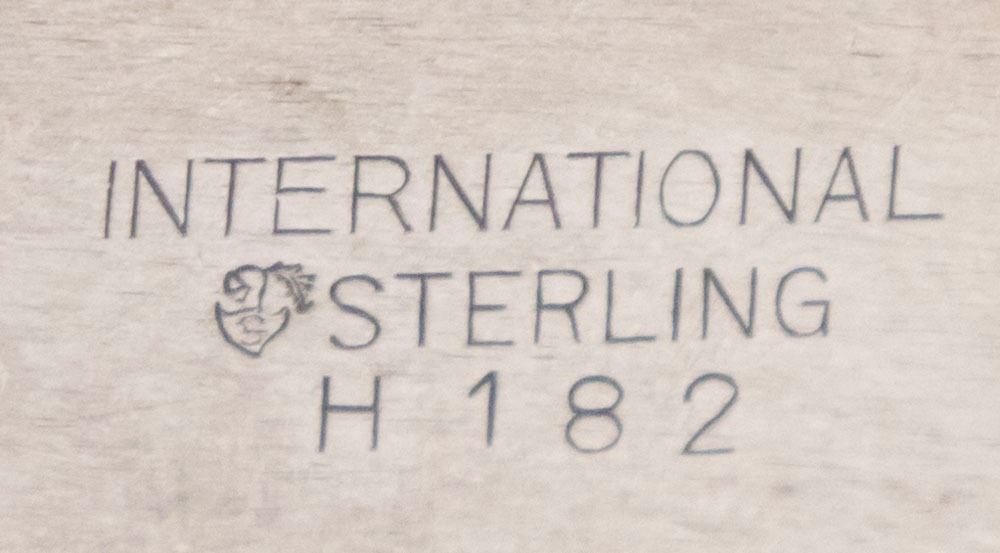 INTERNATIONAL
STERLING
H 182